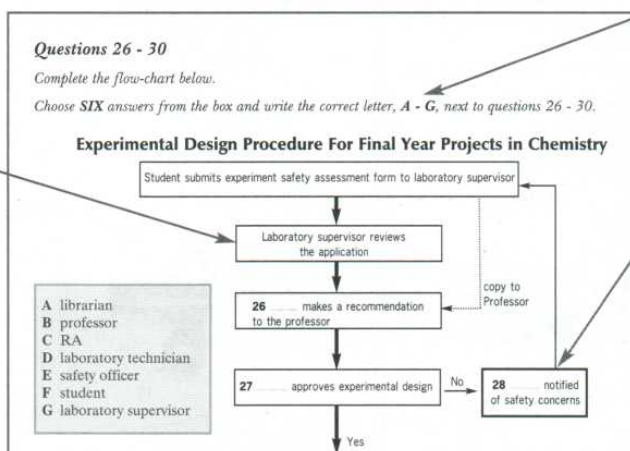 Questions 26 - 30
Complete the flow-chart below.
Choose SIX answers from the box and write the correct letter, A - G, next to questions 26 - 30.
Experimental Design Procedure For Final Year Projects in Chemistry
Student submits experiment safety assessment form to laboratory supervisor
Laboratory supervisor reviews
the application
copy to
Professor
26 ........ makes a recommendation
to the professor
A librarian
B professor
C RA
D laboratory technician
E safety officer
F student
G laboratory supervisor
27 ........ approves experimental design
No
28 ........ notified
of safety concerns
Yes